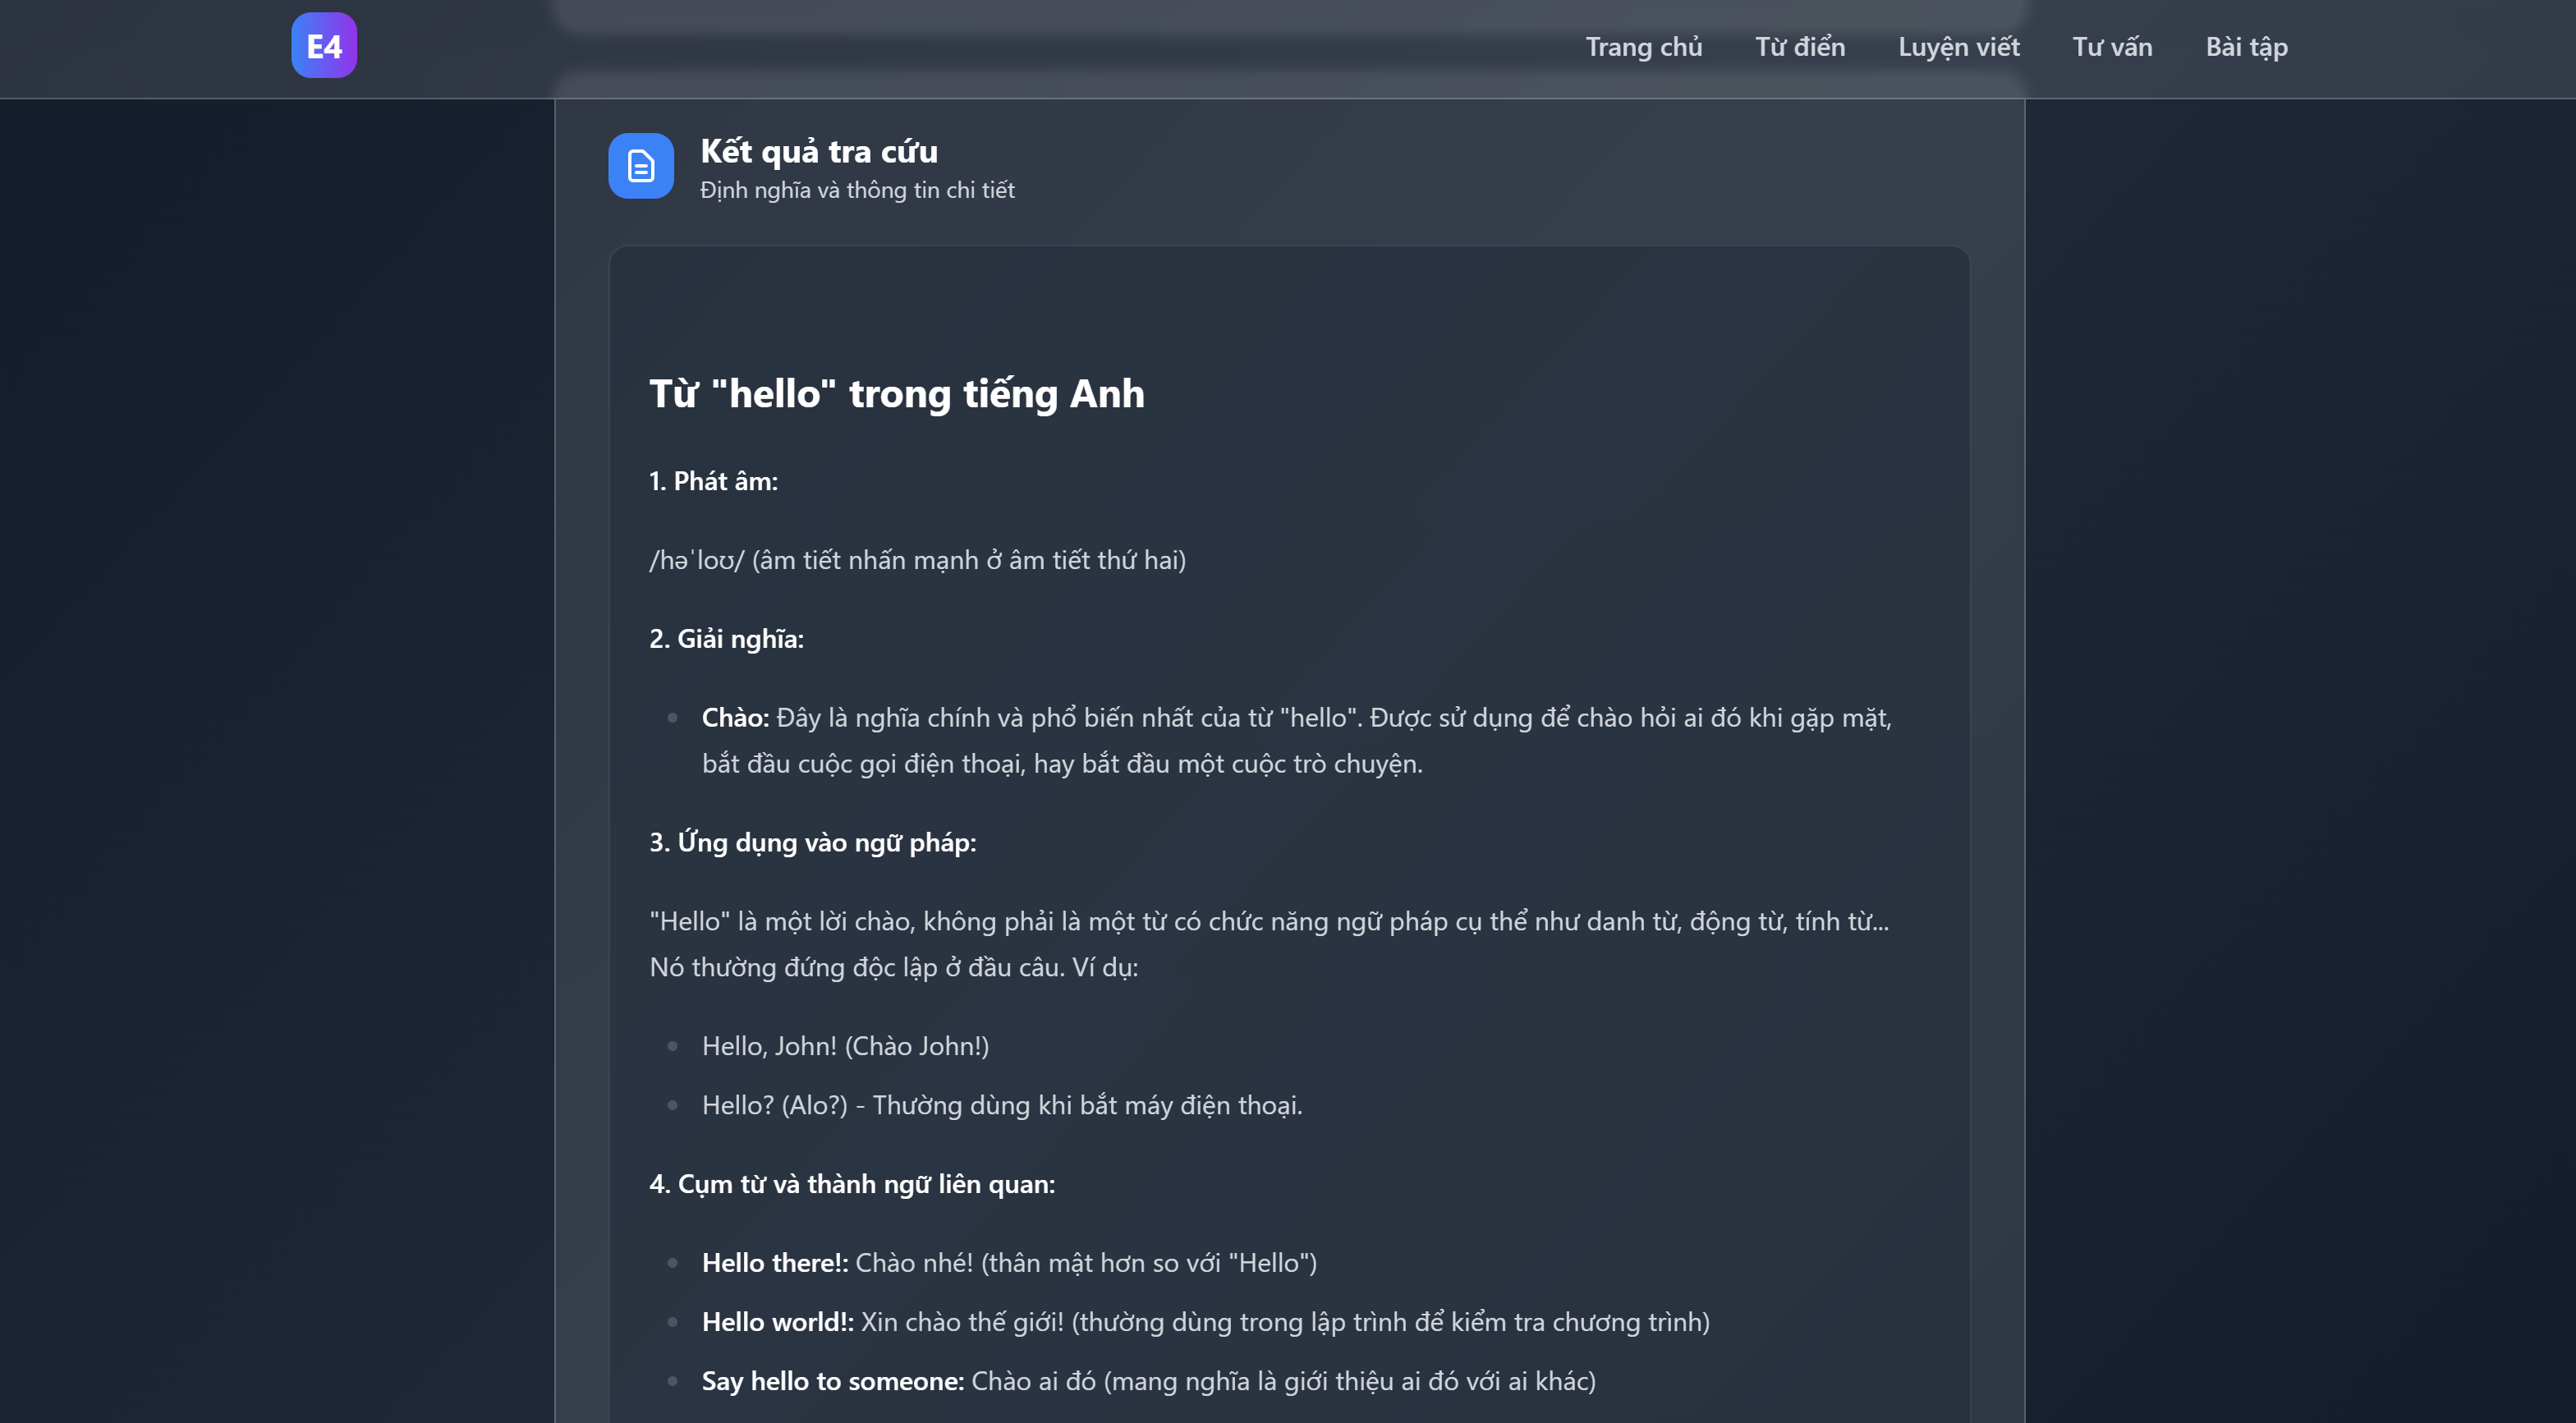 E4
Trang chủ
Từ điển
Luyện viết
Tư vấn
Bài tập
Kết quả tra cứu
Định nghĩa và thông tin chi tiết
Từ "hello" trong tiếng Anh
1. Phát âm:
/həˈloʊ/ (âm tiết nhấn mạnh ở âm tiết thứ hai)
2. Giải nghĩa:
Chào: Đây là nghĩa chính và phổ biến nhất của từ "hello". Được sử dụng để chào hỏi ai đó khi gặp mặt,
bắt đầu cuộc gọi điện thoại, hay bắt đầu một cuộc trò chuyện.
3. Ứng dụng vào ngữ pháp:
"Hello" là một lời chào, không phải là một từ có chức năng ngữ pháp cụ thể như danh từ, động từ, tính từ...
Nó thường đứng độc lập ở đầu câu. Ví dụ:
Hello, John! (Chào John!)
Hello? (Alo?) - Thường dùng khi bắt máy điện thoại.
4. Cụm từ và thành ngữ liên quan:
Hello there!: Chào nhé! (thân mật hơn so với "Hello")
Hello world!: Xin chào thế giới! (thường dùng trong lập trình để kiểm tra chương trình)
Say hello to someone: Chào ai đó (mang nghĩa là giới thiệu ai đó với ai khác)